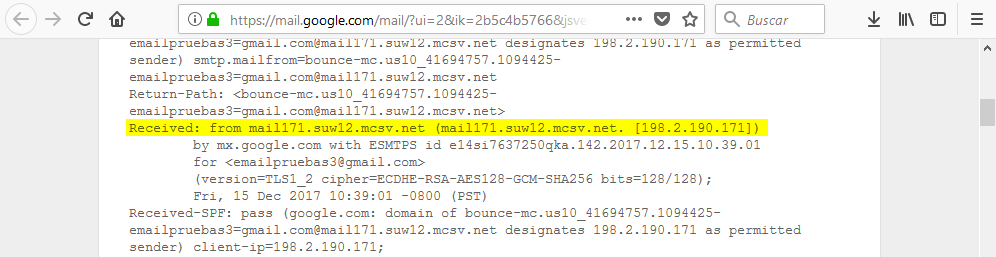 https://mail.google.com/mail/?ui=2&ik=2b5c4b5766&jsve
Buscar
emailpruebas3=gmail.com@mail171.suw12.mcsv.net designates 198.2.190.171 as permitted
sender) smtp.mailfrom=bounce-mc.us10_41694757.1094425-
emailpruebas3=gmail.com@mail171.suw12.mcsv.net
Return-Path: <bounce-mc.us10_41694757.1094425-
emailpruebas3=gmail.com@mail171.suw12.mcsv.net>
Received: from mail171.suw12.mcsv.net (mail171.suw12.mcsv.net. [198.2.190.171])
by mx.google.com with ESMTPS id e14si7637250qka.142.2017.12.15.10.39.01
for <emailpruebas3@gmail.com>
(version=TLS1_2 cipher=ECDHE-RSA-AES128-GCM-SHA256 bits=128/128);
Fri, 15 Dec 2017 10:39:01 -0800 (PST)
Received-SPF: pass (google.com: domain of bounce-mc.us10_41694757.1094425-
emailpruebas3=gmail.com@mail171.suw12.mcsv.net designates 198.2.190.171 as permitted
sender) client-ip=198.2.190.171;